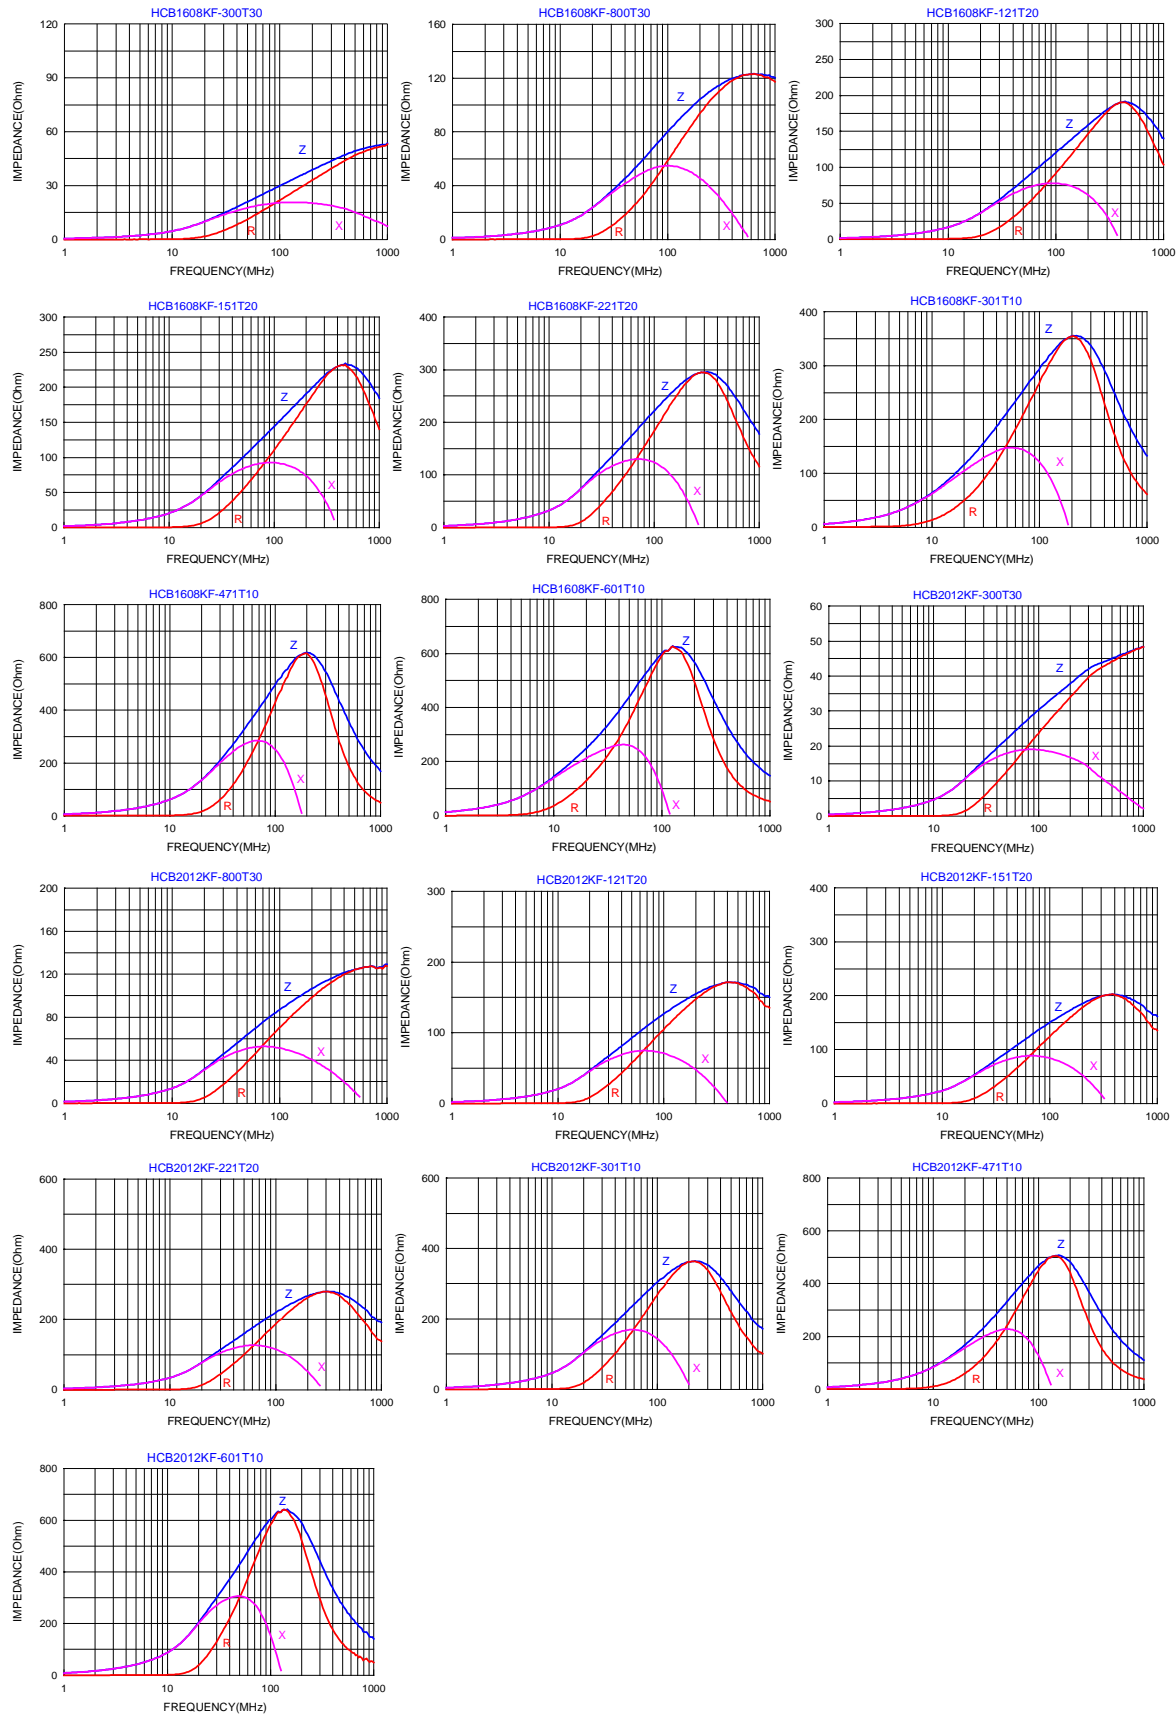 HCB1608KF-300T30
IMPEDANCE(Ohm)
120
90
60
30
0
Z
R
X
1 10 100 1000
FREQUENCY(MHz)
HCB1608KF-800T30
IMPEDANCE(Ohm)
160
120
80
40
0
Z
R
X
1 10 100 1000
FREQUENCY(MHz)
HCB1608KF-121T20
IMPEDANCE(Ohm)
300
250
200
150
100
50
0
Z
R
X
1 10 100 1000
FREQUENCY(MHz)
HCB1608KF-151T20
IMPEDANCE(Ohm)
300
250
200
150
100
50
0
Z
R
X
1 10 100 1000
FREQUENCY(MHz)
HCB1608KF-221T20
IMPEDANCE(Ohm)
400
300
200
100
0
Z
R
X
1 10 100 1000
FREQUENCY(MHz)
HCB1608KF-301T10
IMPEDANCE(Ohm)
400
300
200
100
0
Z
R
X
1 10 100 1000
FREQUENCY(MHz)
HCB1608KF-471T10
IMPEDANCE(Ohm)
800
600
400
200
0
Z
R
X
1 10 100 1000
FREQUENCY(MHz)
HCB1608KF-601T10
IMPEDANCE(Ohm)
800
600
400
200
0
Z
R
X
1 10 100 1000
FREQUENCY(MHz)
HCB2012KF-300T30
IMPEDANCE(Ohm)
60
50
40
30
20
10
0
Z
R
X
1 10 100 1000
FREQUENCY(MHz)
HCB2012KF-800T30
IMPEDANCE(Ohm)
200
160
120
80
40
0
Z
R
X
1 10 100 1000
FREQUENCY(MHz)
HCB2012KF-121T20
IMPEDANCE(Ohm)
300
200
100
0
Z
R
X
1 10 100 1000
FREQUENCY(MHz)
HCB2012KF-151T20
IMPEDANCE(Ohm)
400
300
200
100
0
Z
R
X
1 10 100 1000
FREQUENCY(MHz)
HCB2012KF-221T20
IMPEDANCE(Ohm)
600
400
200
0
Z
R
X
1 10 100 1000
FREQUENCY(MHz)
HCB2012KF-301T10
IMPEDANCE(Ohm)
600
400
200
0
Z
R
X
1 10 100 1000
FREQUENCY(MHz)
HCB2012KF-471T10
IMPEDANCE(Ohm)
800
600
400
200
0
Z
R
X
1 10 100 1000
FREQUENCY(MHz)
HCB2012KF-601T10
IMPEDANCE(Ohm)
800
600
400
200
0
Z
R
X
1 10 100 1000
FREQUENCY(MHz)